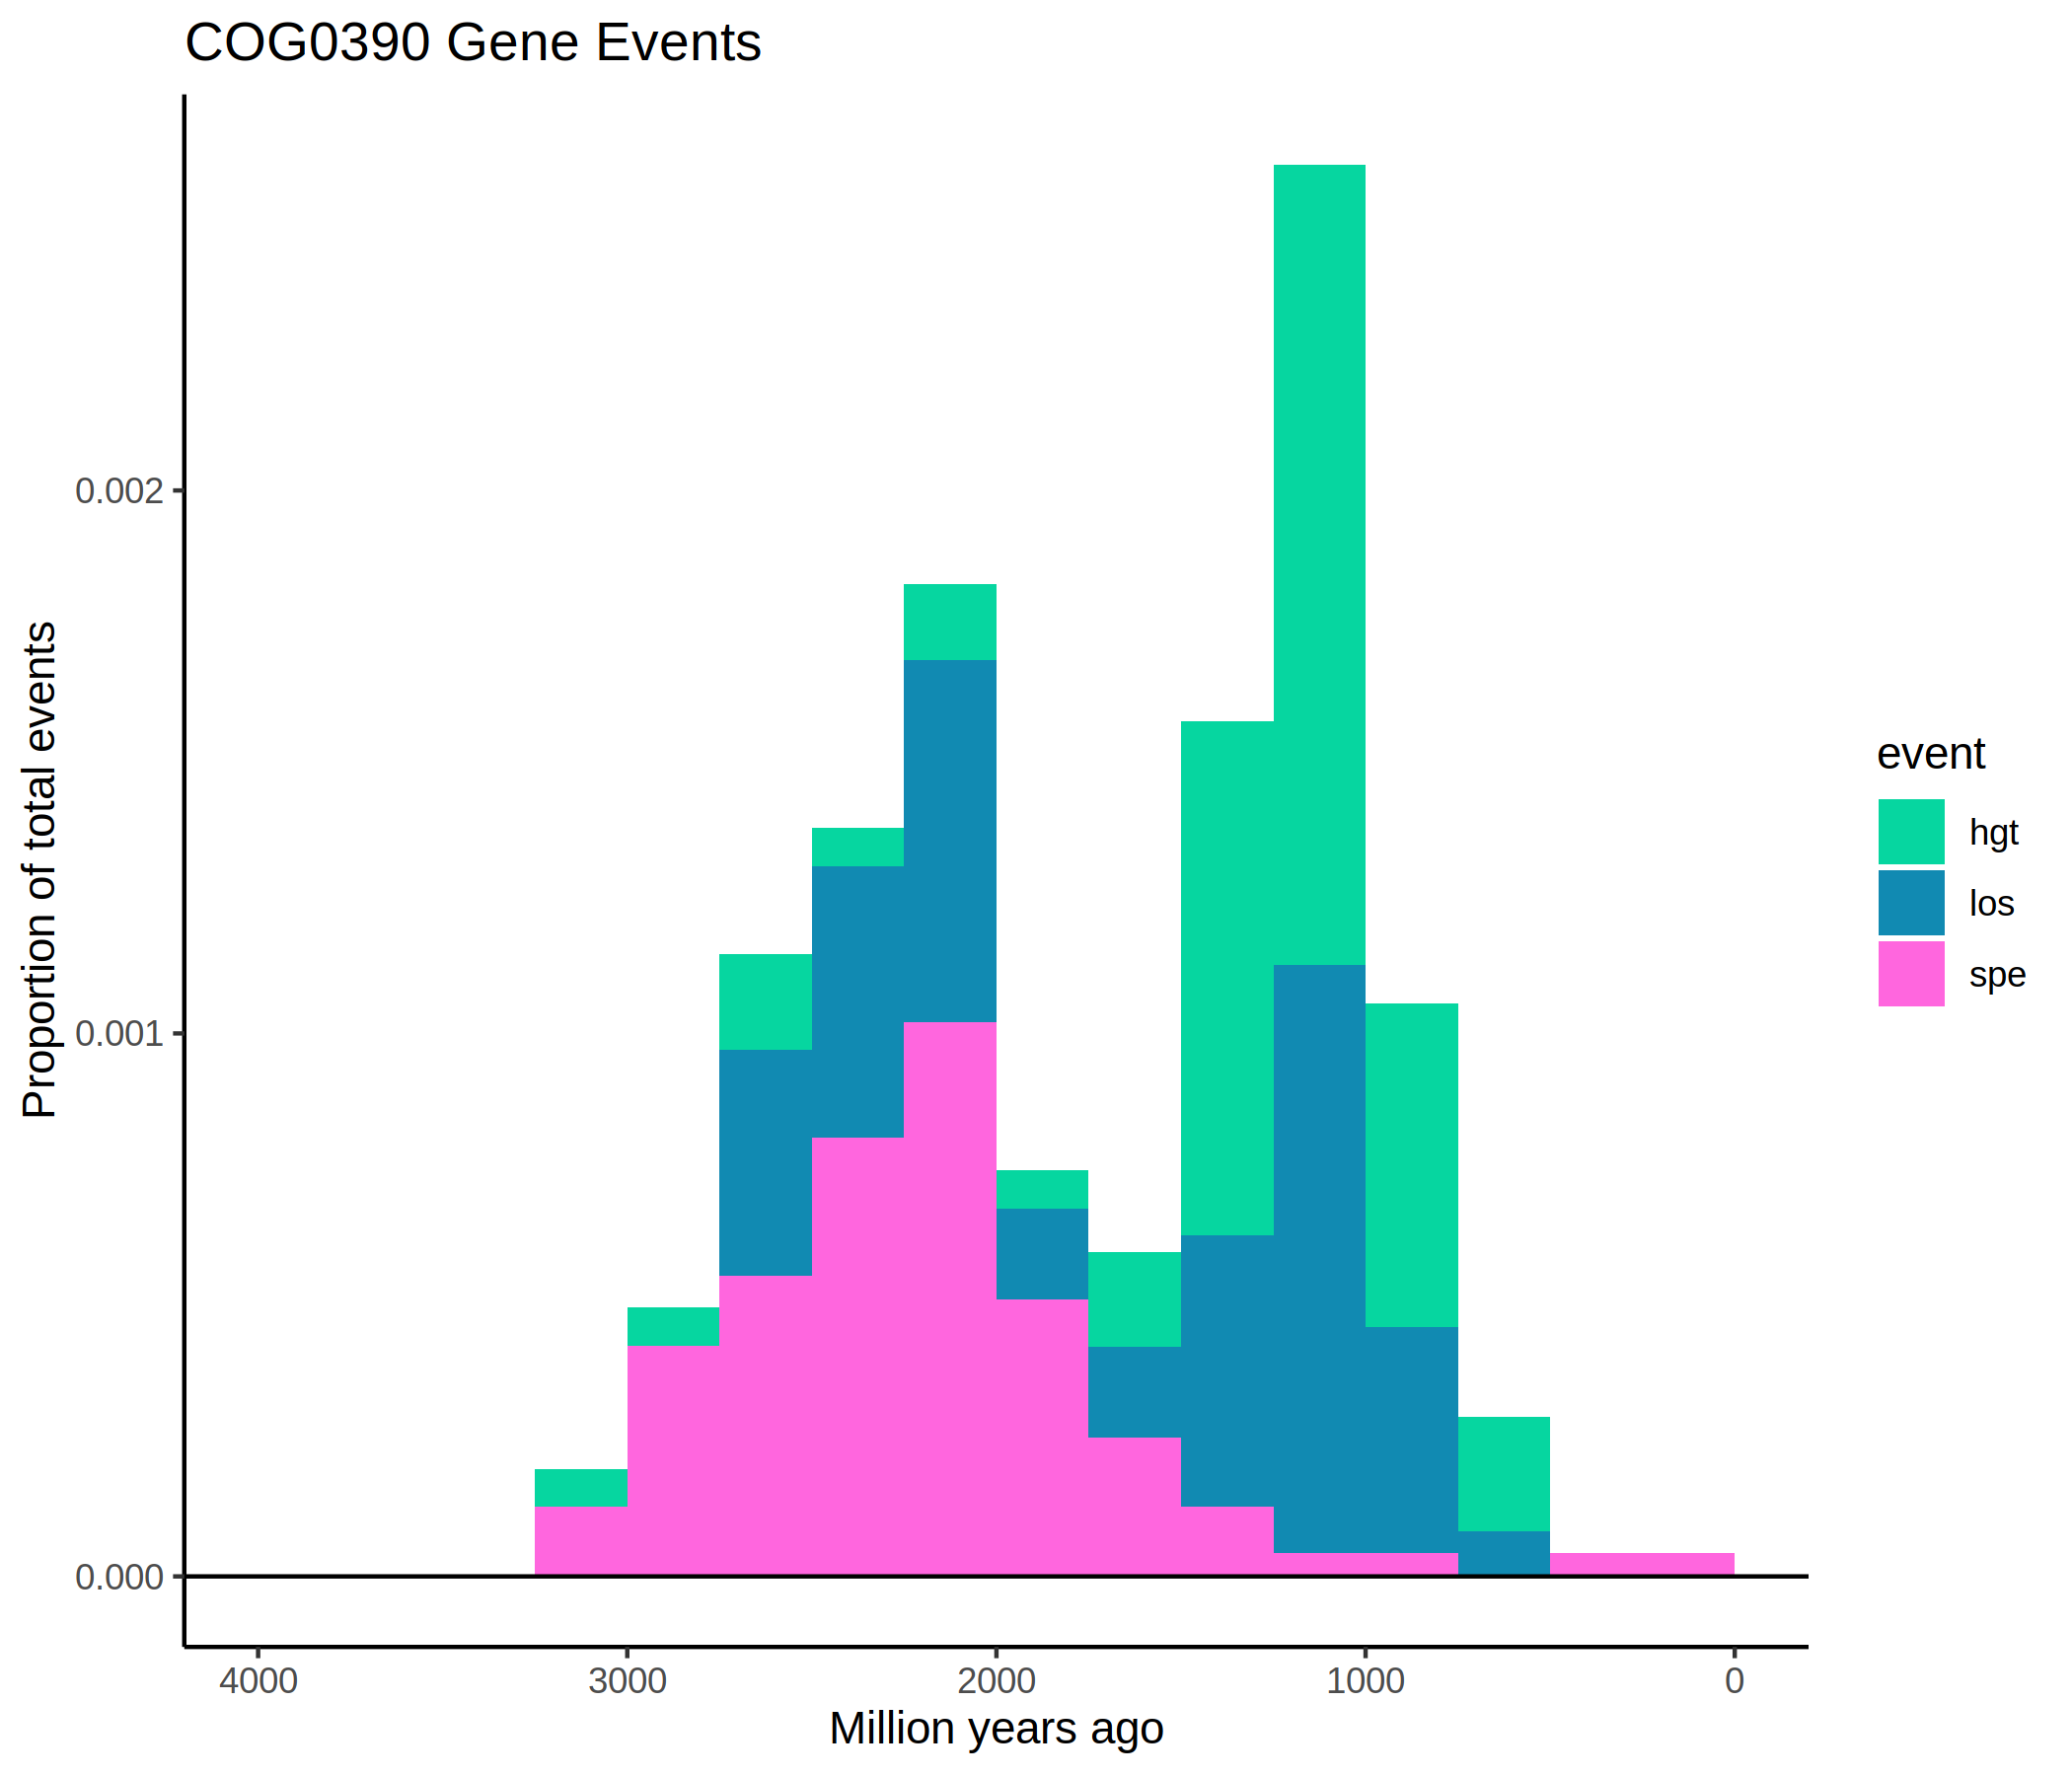 COG0390 Gene Events
Proportion of total events
0.002
0.001
0.000
4000 3000 2000 1000 0
Million years ago
event
hgt
los
spe